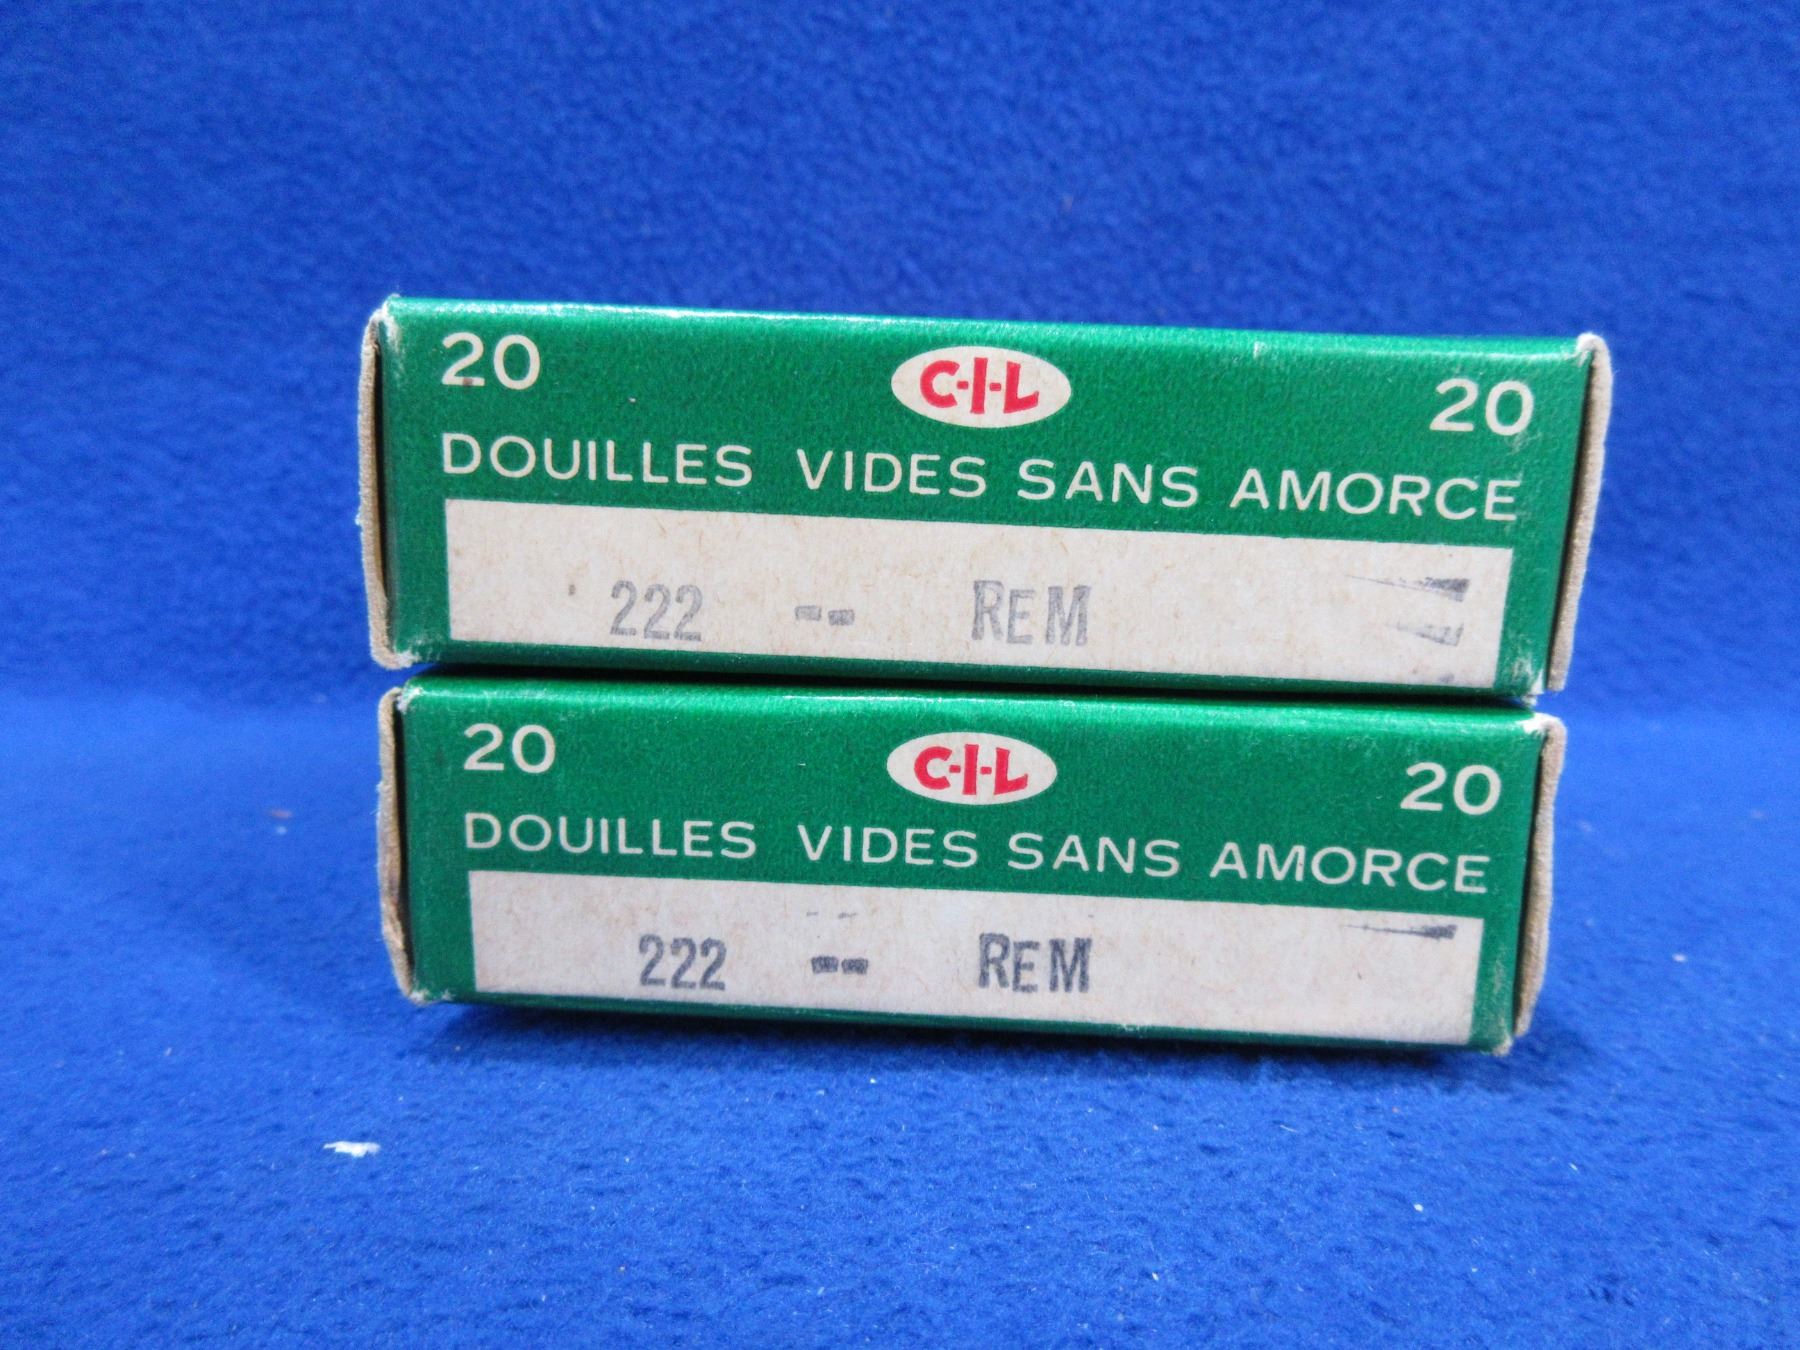 20 C-I-L 20
DOUILLES VIDES SANS AMORCE
222 -- REM
20 C-I-L 20
DOUILLES VIDES SANS AMORCE
222 -- REM